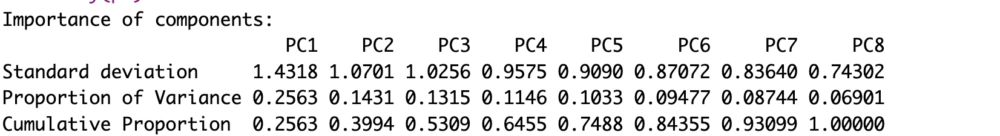 Importance of components:
PC1 PC2 PC3 PC4 PC5 PC6 PC7 PC8
Standard deviation 1.4318 1.0701 1.0256 0.9575 0.9090 0.87072 0.83640 0.74302
Proportion of Variance 0.2563 0.1431 0.1315 0.1146 0.1033 0.09477 0.08744 0.06901
Cumulative Proportion 0.2563 0.3994 0.5309 0.6455 0.7488 0.84355 0.93099 1.00000